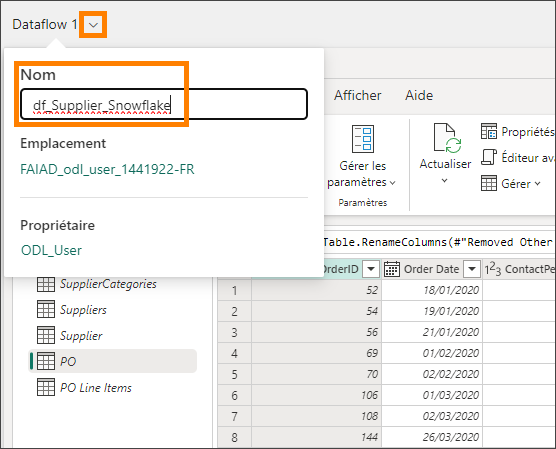 Dataflow 1
Nom
df_Supplier_Snowflake
Emplacement
FAIAD_odl_user_1441922-FR
Propriétaire
ODL_User
Afficher Aide
Gérer les
paramètres
Paramètres
Actualiser
Propriétés
Éditeur ava
Gérer
Table.RenameColumns(#"Removed Other
SupplierCategories
Suppliers
Supplier
PO
PO Line Items
OrderID Order Date 123 ContactPe
1 52 18/01/2020
2 54 19/01/2020
3 56 21/01/2020
4 69 01/02/2020
5 70 02/02/2020
6 106 01/03/2020
7 108 02/03/2020
8 144 26/03/2020